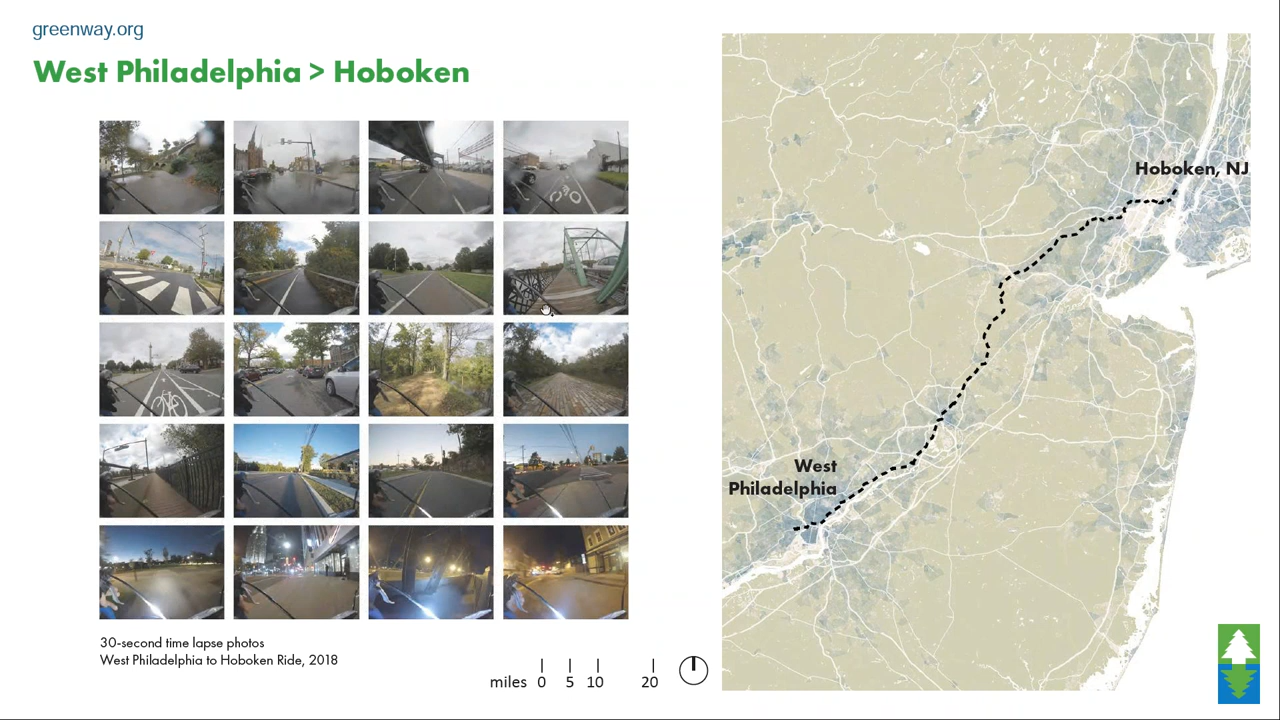 greenway.org
West Philadelphia > Hoboken
Hoboken, NJ
West
Philadelphia
30-second time lapse photos
West Philadelphia to Hoboken Ride, 2018
miles 0 5 10 20